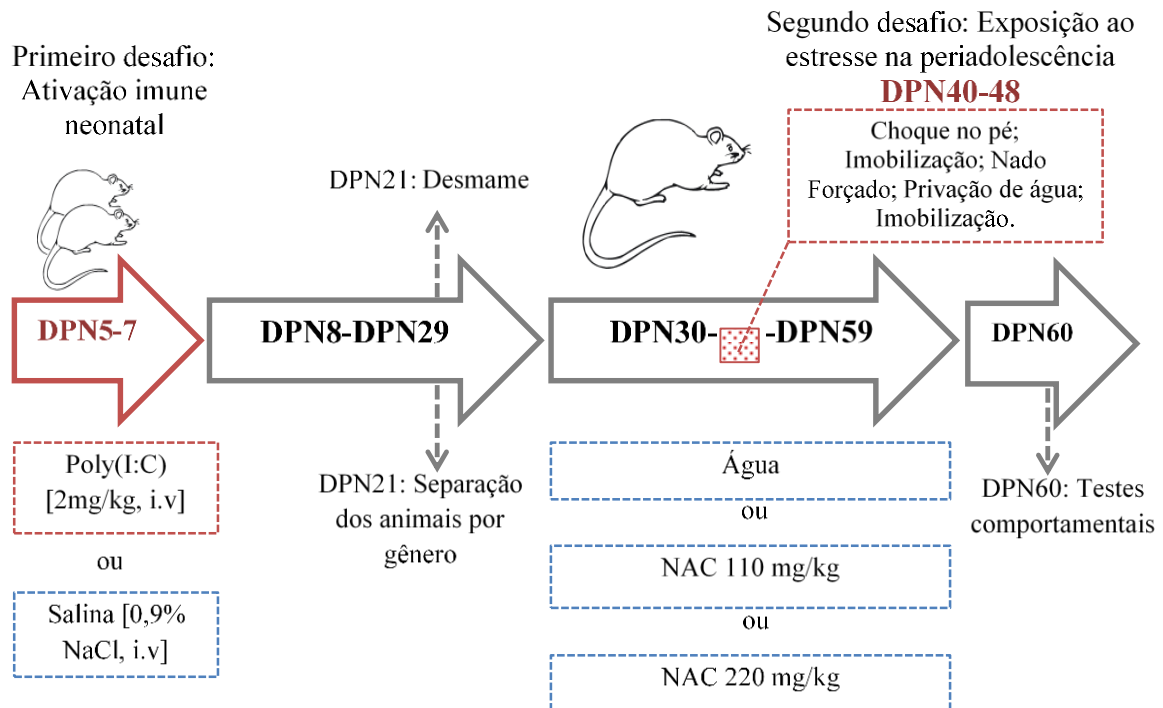 Primeiro desafio:
Ativação imune
neonatal
Segundo desafio: Exposição ao
estresse na periadolescência
DPN40-48
Choque no pé;
Imobilização; Nado
Forçado; Privação de água;
Imobilização.
DPN21: Desmame
DPN5-7
DPN8-DPN29
DPN30- -DPN59
DPN60
Poly(I:C)
[2mg/kg, i.v]
ou
Salina [0,9%
NaCl, i.v]
DPN21: Separação
dos animais por
gênero
Água
ou
NAC 110 mg/kg
ou
NAC 220 mg/kg
DPN60: Testes
comportamentais